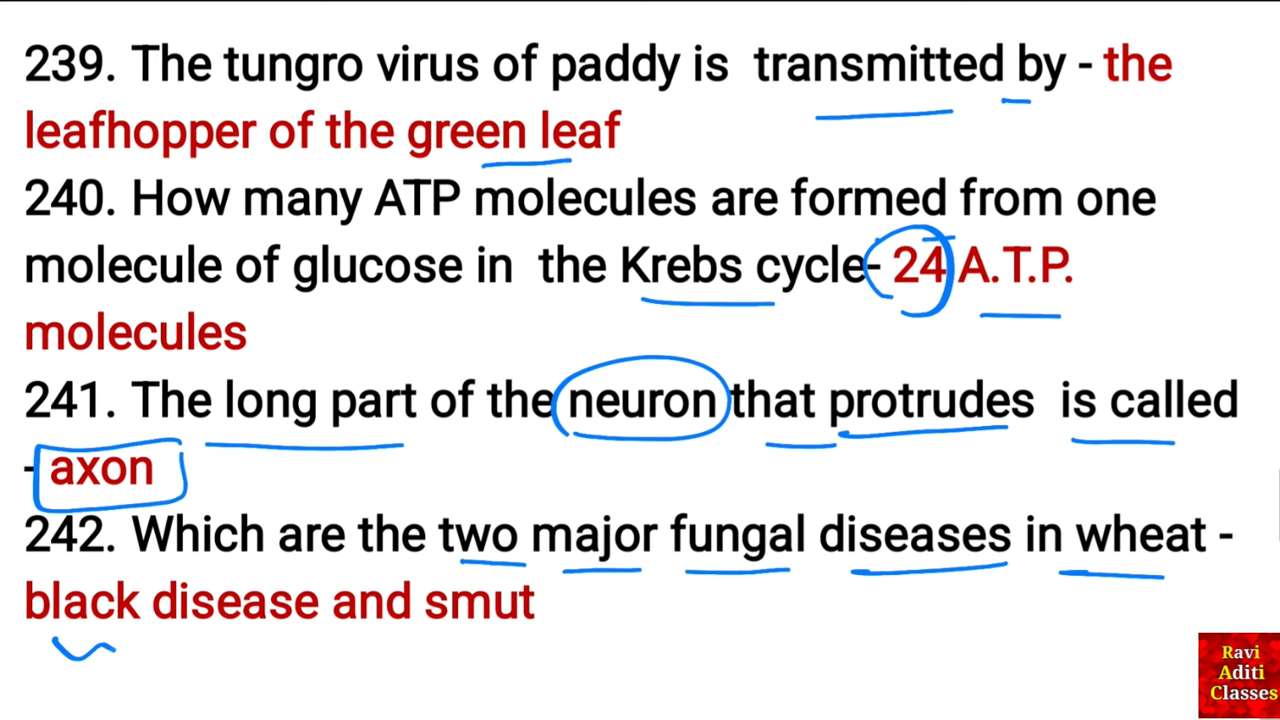 239. The tungro virus of paddy is transmitted by - the
leafhopper of the green leaf
240. How many ATP molecules are formed from one
molecule of glucose in the Krebs cycle- 24 A.T.P.
molecules
241. The long part of the neuron that protrudes is called
- axon
242. Which are the two major fungal diseases in wheat -
black disease and smut
Ravi
Aditi
Classes